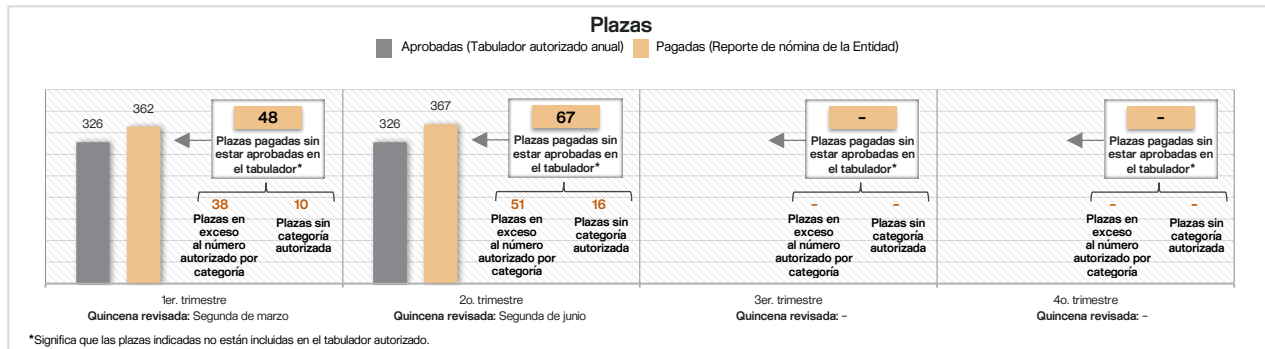 Plazas
Aprobadas (Tabulador autorizado anual)
Pagadas (Reporte de nómina de la Entidad)
326
362
48
Plazas pagadas sin
estar aprobadas en
el tabulador*
38
Plazas en
exceso
al número
autorizado por
categoría
10
Plazas sin
categoría
autorizada
326
367
67
Plazas pagadas sin
estar aprobadas en
el tabulador*
51
Plazas en
exceso
al número
autorizado por
categoría
16
Plazas sin
categoría
autorizada
-
Plazas pagadas sin
estar aprobadas en
el tabulador*
-
Plazas en
exceso
al número
autorizado por
categoría
-
Plazas sin
categoría
autorizada
-
Plazas pagadas sin
estar aprobadas en
el tabulador*
-
Plazas en
exceso
al número
autorizado por
categoría
-
Plazas sin
categoría
autorizada
1er. trimestre
Quincena revisada: Segunda de marzo
2o. trimestre
Quincena revisada: Segunda de junio
3er. trimestre
Quincena revisada: -
4o. trimestre
Quincena revisada: -
*Significa que las plazas indicadas no están incluidas en el tabulador autorizado.